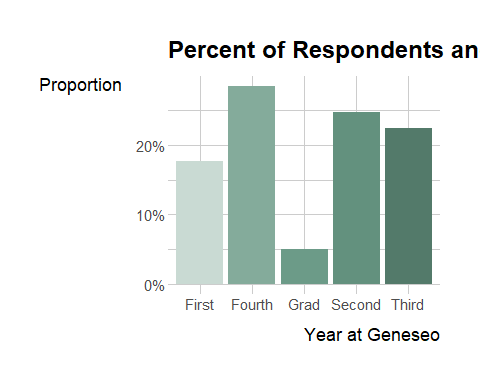 Percent of Respondents an
Proportion
20%
10%
0%
First Fourth Grad Second Third
Year at Geneseo